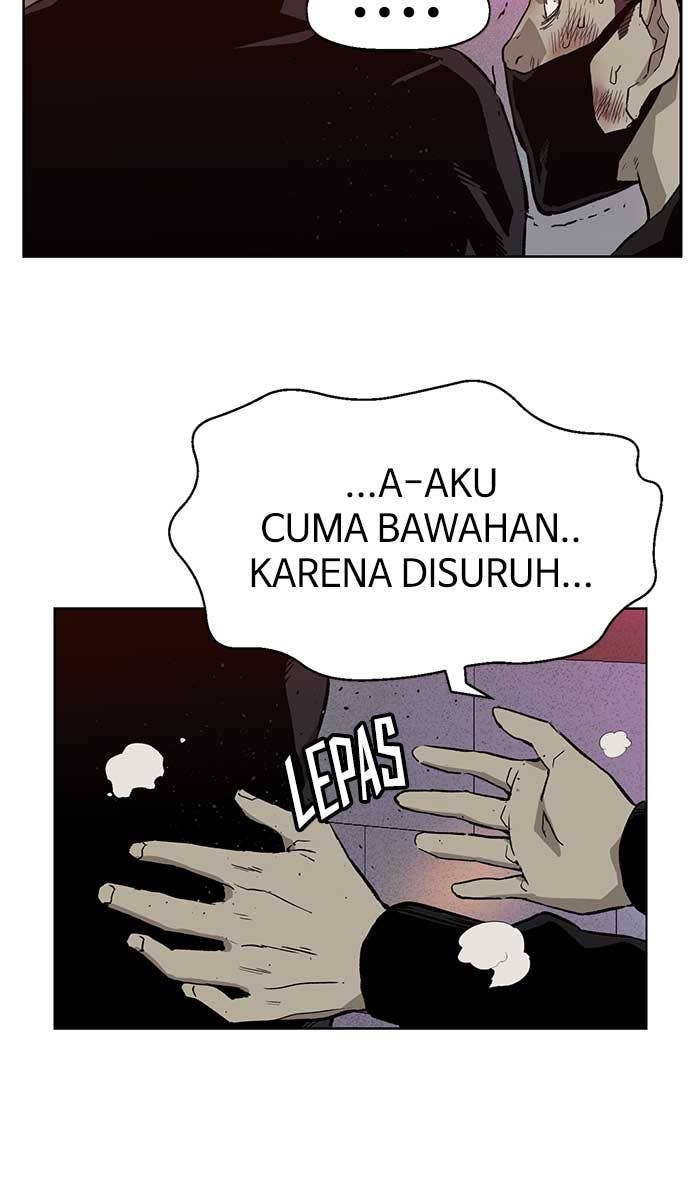 ....
...A-AKU
CUMA BAWAHAN..
KARENA DISURUH...
LEPAS